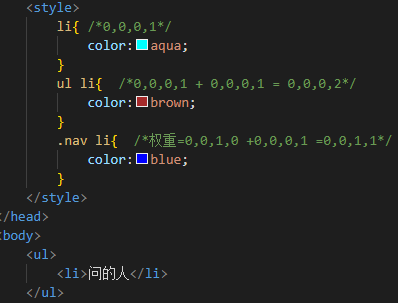 <style>
li{ /*0,0,0,1*/
color:aqua;
}
ul li{ /*0,0,0,1 + 0,0,0,1 = 0,0,0,2*/
color:brown;
}
.nav li{ /*权重=0,0,1,0 +0,0,0,1 =0,0,1,1*/
color:blue;
}
</style>
</head>
<body>
<ul>
<li>问的人</li>
</ul>